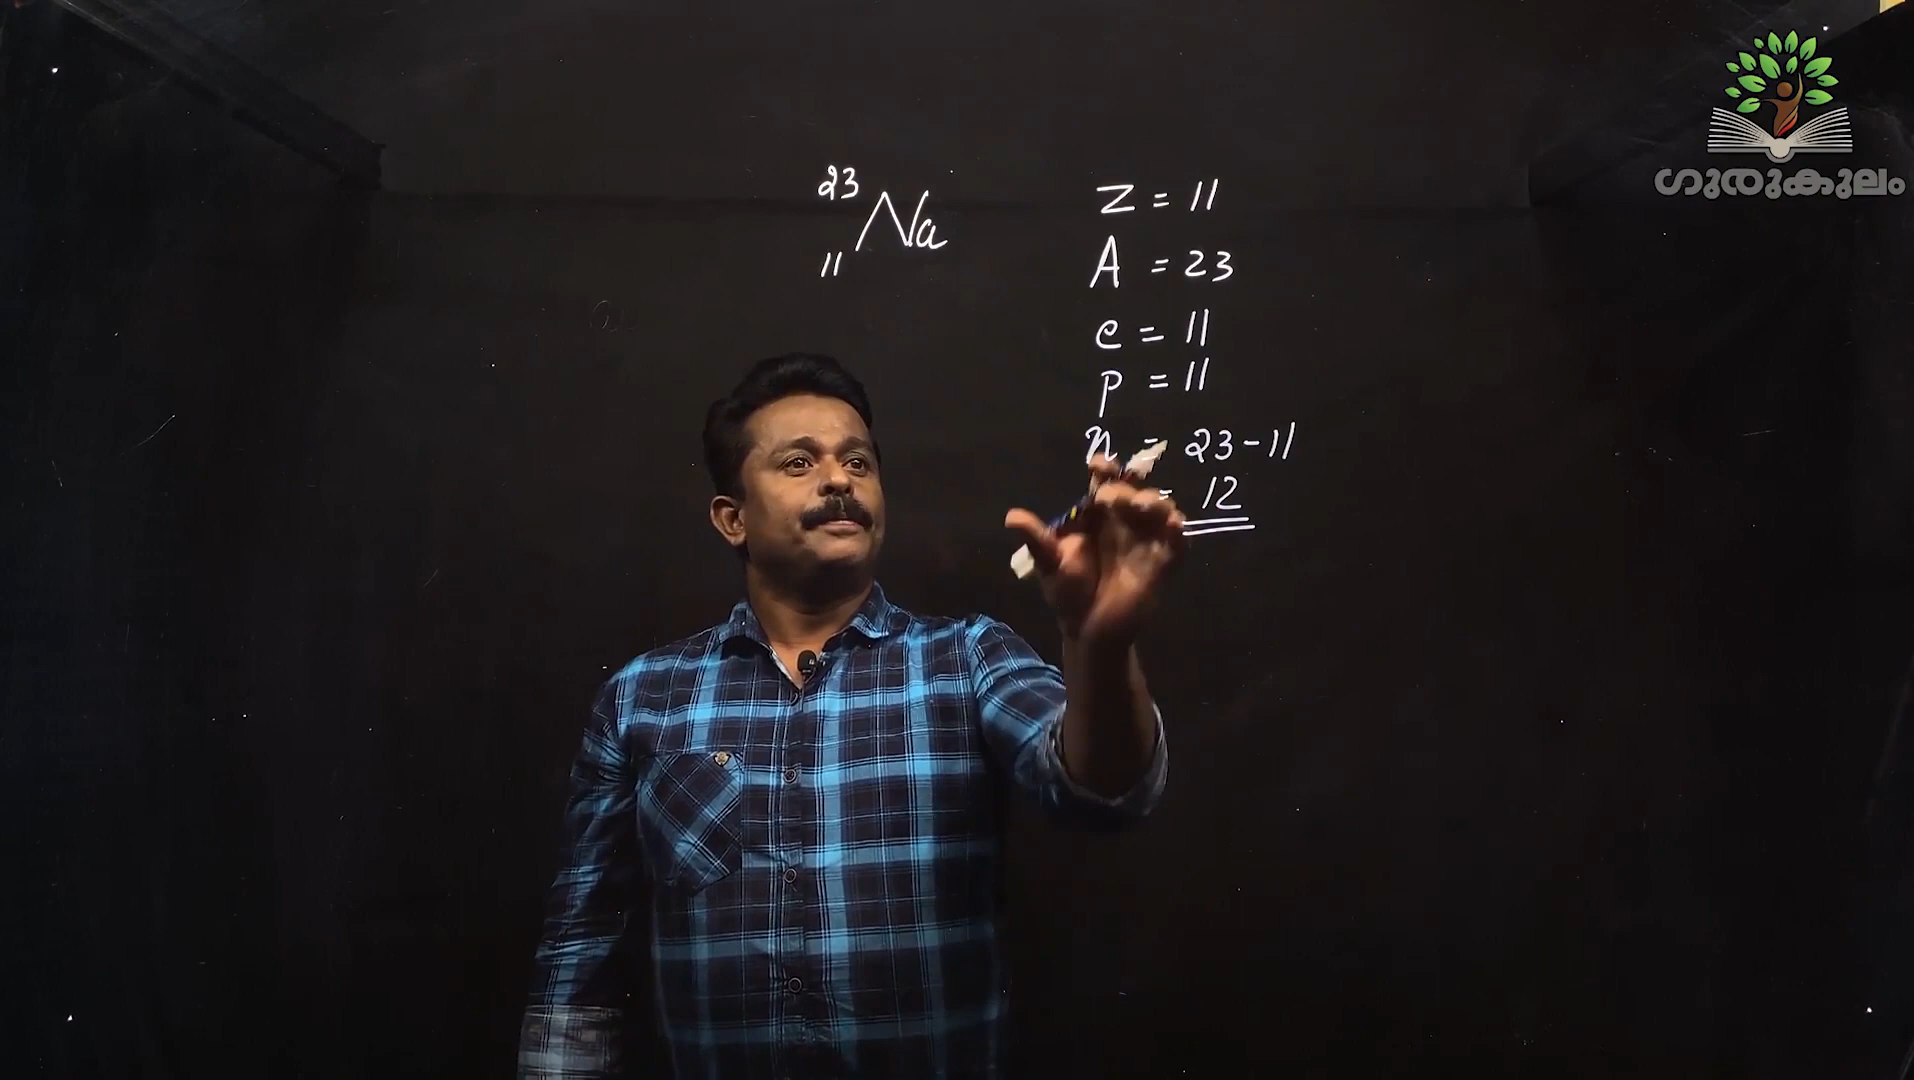 23
Na
11
Z = 11
A = 23
e = 11
p = 11
n = 23 - 11
= 12
ഗുരുകുലം